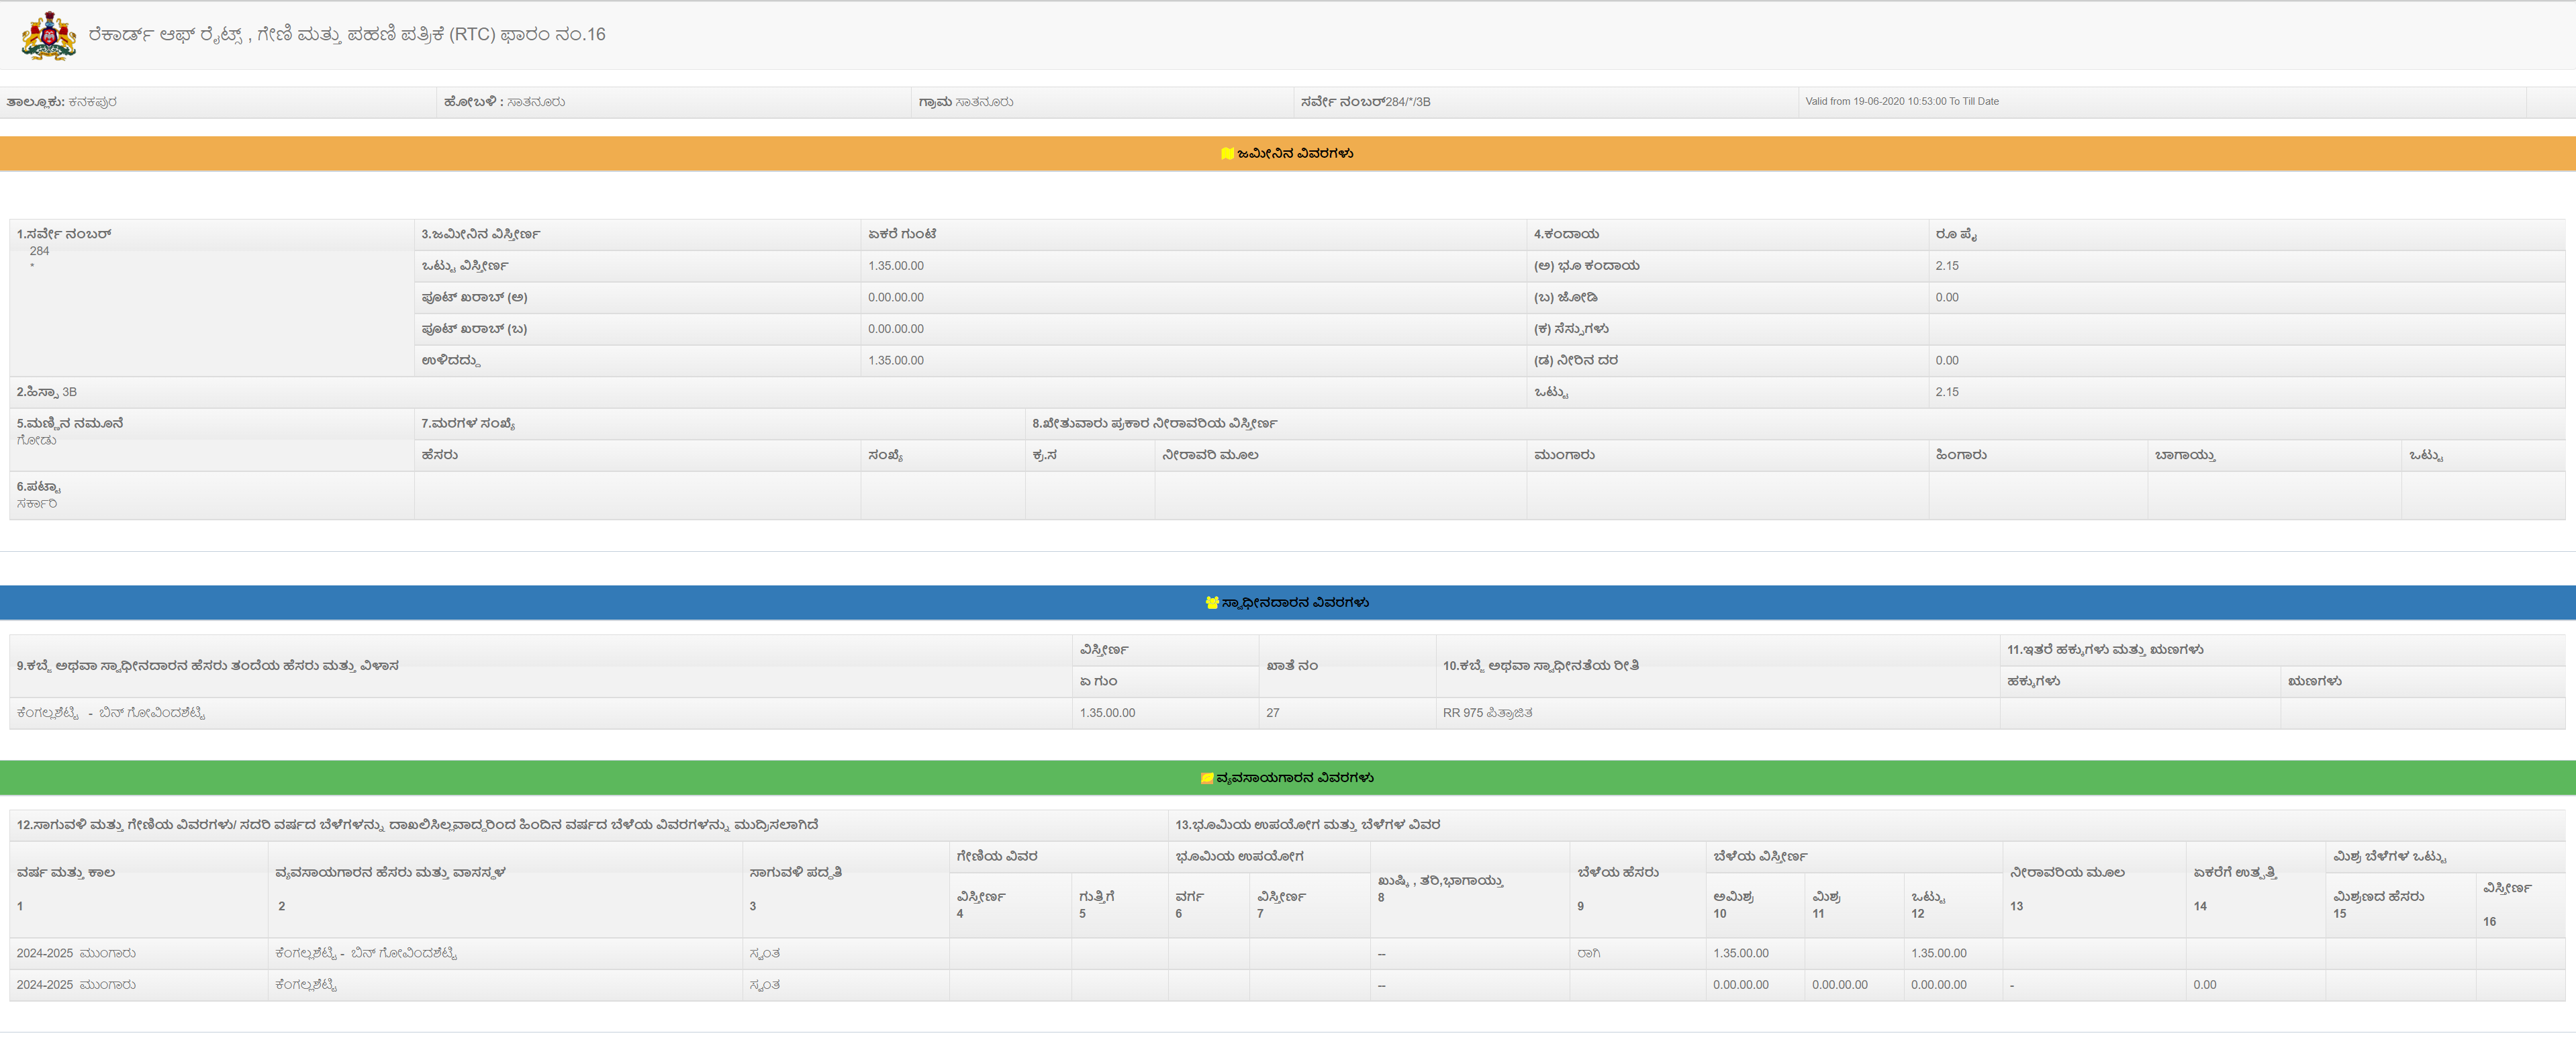 ರೆಕಾರ್ಡ್ ಆಫ್ ರೈಟ್ಸ್ , ಗೇಣಿ ಮತ್ತು ಪಹಣಿ ಪತ್ರಿಕೆ (RTC) ಫಾರಂ ನಂ.16
ತಾಲ್ಲೂಕು: ಕನಕಪುರ ಹೋಬಳಿ : ಸಾತನೂರು ಗ್ರಾಮ ಸಾತನೂರು ಸರ್ವೇ ನಂಬರ್284/*/3B Valid from 19-06-2020 10:53:00 To Till Date
ಜಮೀನಿನ ವಿವರಗಳು
1.ಸರ್ವೇ ನಂಬರ್ 3.ಜಮೀನಿನ ವಿಸ್ತೀರ್ಣ ಏಕರೆ ಗುಂಟೆ 4.ಕಂದಾಯ ರೂ ಪೈ
284
*
ಒಟ್ಟು ವಿಸ್ತೀರ್ಣ 1.35.00.00 (ಅ) ಭೂ ಕಂದಾಯ 2.15
ಪೂಟ್ ಖರಾಬ್ (ಅ) 0.00.00.00 (ಬ) ಜೋಡಿ 0.00
ಪೂಟ್ ಖರಾಬ್ (ಬ) 0.00.00.00 (ಕ) ಸೆಸ್ಸುಗಳು
ಉಳಿದದ್ದು 1.35.00.00 (ಡ) ನೀರಿನ ದರ 0.00
2.ಹಿಸ್ಸಾ 3B ಒಟ್ಟು 2.15
5.ಮಣ್ಣಿನ ನಮೂನೆ 7.ಮರಗಳ ಸಂಖ್ಯೆ 8.ಖೇತುವಾರು ಪ್ರಕಾರ ನೀರಾವರಿಯ ವಿಸ್ತೀರ್ಣ
ಗೋಡು
ಹೆಸರು ಸಂಖ್ಯೆ ಕ್ರ.ಸ ನೀರಾವರಿ ಮೂಲ ಮುಂಗಾರು ಹಿಂಗಾರು ಬಾಗಾಯ್ತು ಒಟ್ಟು
6.ಪಟ್ಟಾ
ಸರ್ಕಾರಿ
ಸ್ವಾಧೀನದಾರನ ವಿವರಗಳು
9.ಕಬ್ಜೆ ಅಥವಾ ಸ್ವಾಧೀನದಾರನ ಹೆಸರು ತಂದೆಯ ಹೆಸರು ಮತ್ತು ವಿಳಾಸ ವಿಸ್ತೀರ್ಣ ಖಾತೆ ನಂ 10.ಕಬ್ಜೆ ಅಥವಾ ಸ್ವಾಧೀನತೆಯ ರೀತಿ 11.ಇತರೆ ಹಕ್ಕುಗಳು ಮತ್ತು ಋಣಗಳು
ಏ ಗುಂ ಹಕ್ಕುಗಳು ಋಣಗಳು
ಕೆಂಗಲ್ಲಶೆಟ್ಟಿ - ಬಿನ್ ಗೋವಿಂದಶೆಟ್ಟಿ 1.35.00.00 27 RR 975 ಪಿತ್ರಾಜಿತ
ವ್ಯವಸಾಯಗಾರನ ವಿವರಗಳು
12.ಸಾಗುವಳಿ ಮತ್ತು ಗೇಣಿಯ ವಿವರಗಳು/ ಸದರಿ ವರ್ಷದ ಬೆಳೆಗಳನ್ನು ದಾಖಲಿಸಿಲ್ಲವಾದ್ದರಿಂದ ಹಿಂದಿನ ವರ್ಷದ ಬೆಳೆಯ ವಿವರಗಳನ್ನು ಮುದ್ರಿಸಲಾಗಿದೆ 13.ಭೂಮಿಯ ಉಪಯೋಗ ಮತ್ತು ಬೆಳೆಗಳ ವಿವರ
ವರ್ಷ ಮತ್ತು ಕಾಲ ವ್ಯವಸಾಯಗಾರನ ಹೆಸರು ಮತ್ತು ವಾಸಸ್ಥಳ ಸಾಗುವಳಿ ಪದ್ಧತಿ ಗೇಣಿಯ ವಿವರ ಭೂಮಿಯ ಉಪಯೋಗ ಖುಷ್ಕಿ , ತರಿ,ಭಾಗಾಯ್ತು ಬೆಳೆಯ ಹೆಸರು ಬೆಳೆಯ ವಿಸ್ತೀರ್ಣ ನೀರಾವರಿಯ ಮೂಲ ಏಕರೆಗೆ ಉತ್ಪತ್ತಿ ಮಿಶ್ರ ಬೆಳೆಗಳ ಒಟ್ಟು
ವಿಸ್ತೀರ್ಣ ಗುತ್ತಿಗೆ ವರ್ಗ ವಿಸ್ತೀರ್ಣ ಅಮಿಶ್ರ ಮಿಶ್ರ ಒಟ್ಟು ಮಿಶ್ರಣದ ಹೆಸರು ವಿಸ್ತೀರ್ಣ
1 2 3 4 5 6 7 8 9 10 11 12 13 14 15 16
2024-2025 ಮುಂಗಾರು ಕೆಂಗಲ್ಲಶೆಟ್ಟಿ - ಬಿನ್ ಗೋವಿಂದಶೆಟ್ಟಿ ಸ್ವಂತ -- ರಾಗಿ 1.35.00.00 1.35.00.00
2024-2025 ಮುಂಗಾರು ಕೆಂಗಲ್ಲಶೆಟ್ಟಿ ಸ್ವಂತ -- 0.00.00.00 0.00.00.00 0.00.00.00 - 0.00